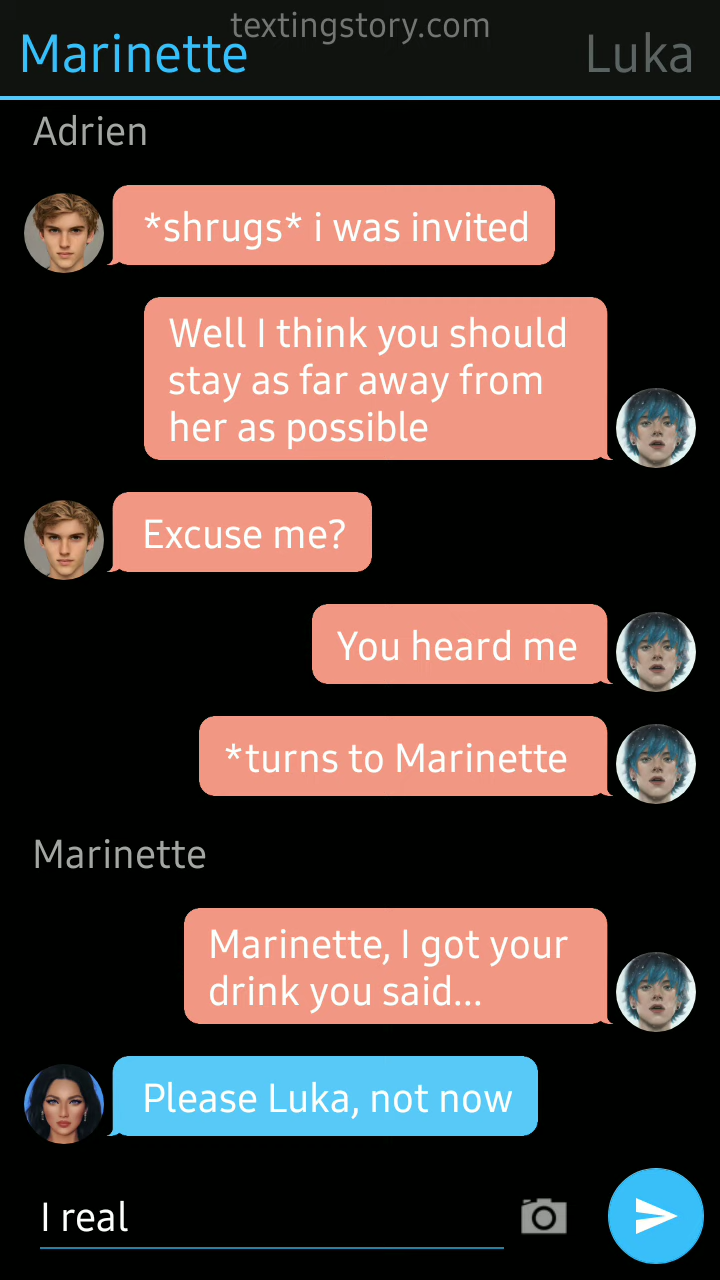 textingstory.com
Marinette
Luka
Adrien
*shrugs* i was invited
Well I think you should
stay as far away from
her as possible
Excuse me?
You heard me
*turns to Marinette
Marinette
Marinette, I got your
drink you said...
Please Luka, not now
I real